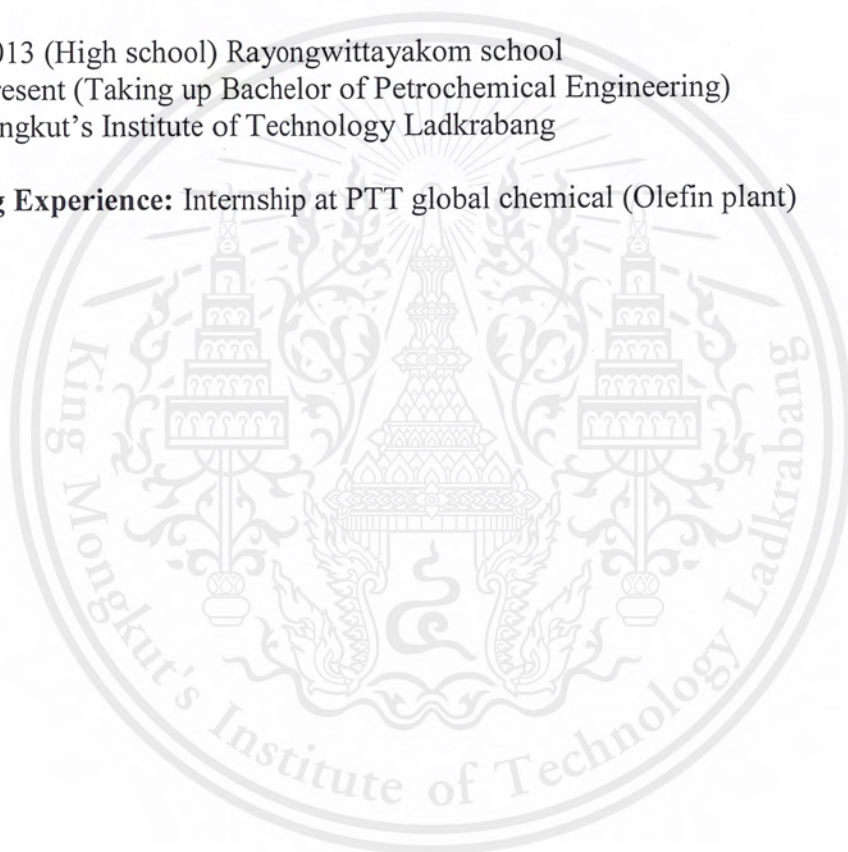 013 (High school) Rayongwittayakom school
resent (Taking up Bachelor of Petrochemical Engineering)
ngkut's Institute of Technology Ladkrabang
g Experience: Internship at PTT global chemical (Olefin plant)
King Mongkut's Institute of Technology Ladkrabang